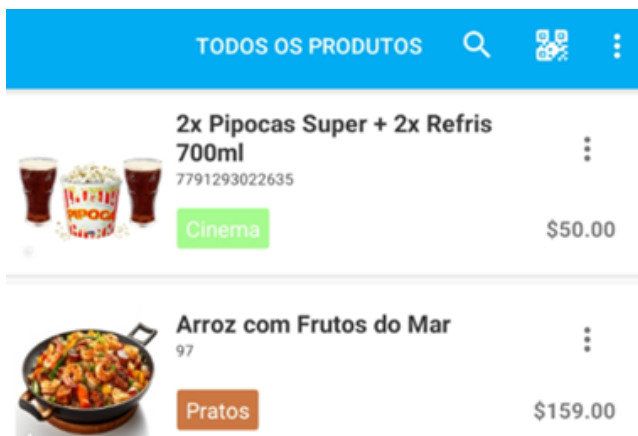 TODOS OS PRODUTOS
2x Pipocas Super + 2x Refris
700ml
7791293022635
PIPOCA
Cinema
$50.00
Arroz com Frutos do Mar
97
Pratos
$159.00